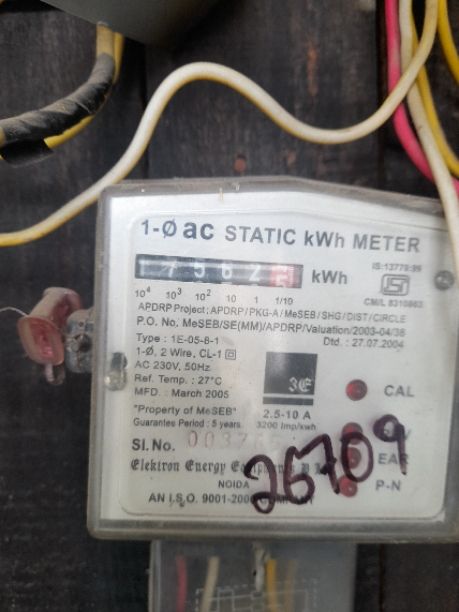 1-Ø ac STATIC kWh METER
17562 kWh
IS:13779:99
CM/L 8310863
10⁴ 10³ 10² 10 1 1/10
APDRP Project; APDRP/PKG-A/MeSEB/SHG/DIST/CIRCLE
P.O. No. MeSEB/SE(MM)/APDRP/Valuation/2003-04/38
Dtd. : 27.07.2004
Type : 1E-05-6-1
1-Ø, 2 Wire, CL-1
AC 230V, 50Hz
Ref. Temp. : 27°C
MFD. : March 2005
"Property of MeSEB"
Guarantee Period : 5 years
2.5-10 A
3200 Imp/kwh
CAL
EAR
P-N
Sl. No.
26709
Elektron Energy
NOIDA
AN I.S.O. 9001-2000